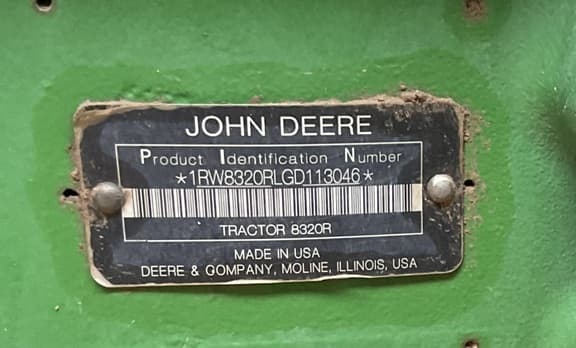 JOHN DEERE
Product Identification Number
*1RW8320RLGD113046*
TRACTOR 8320R
MADE IN USA
DEERE & COMPANY, MOLINE, ILLINOIS, USA